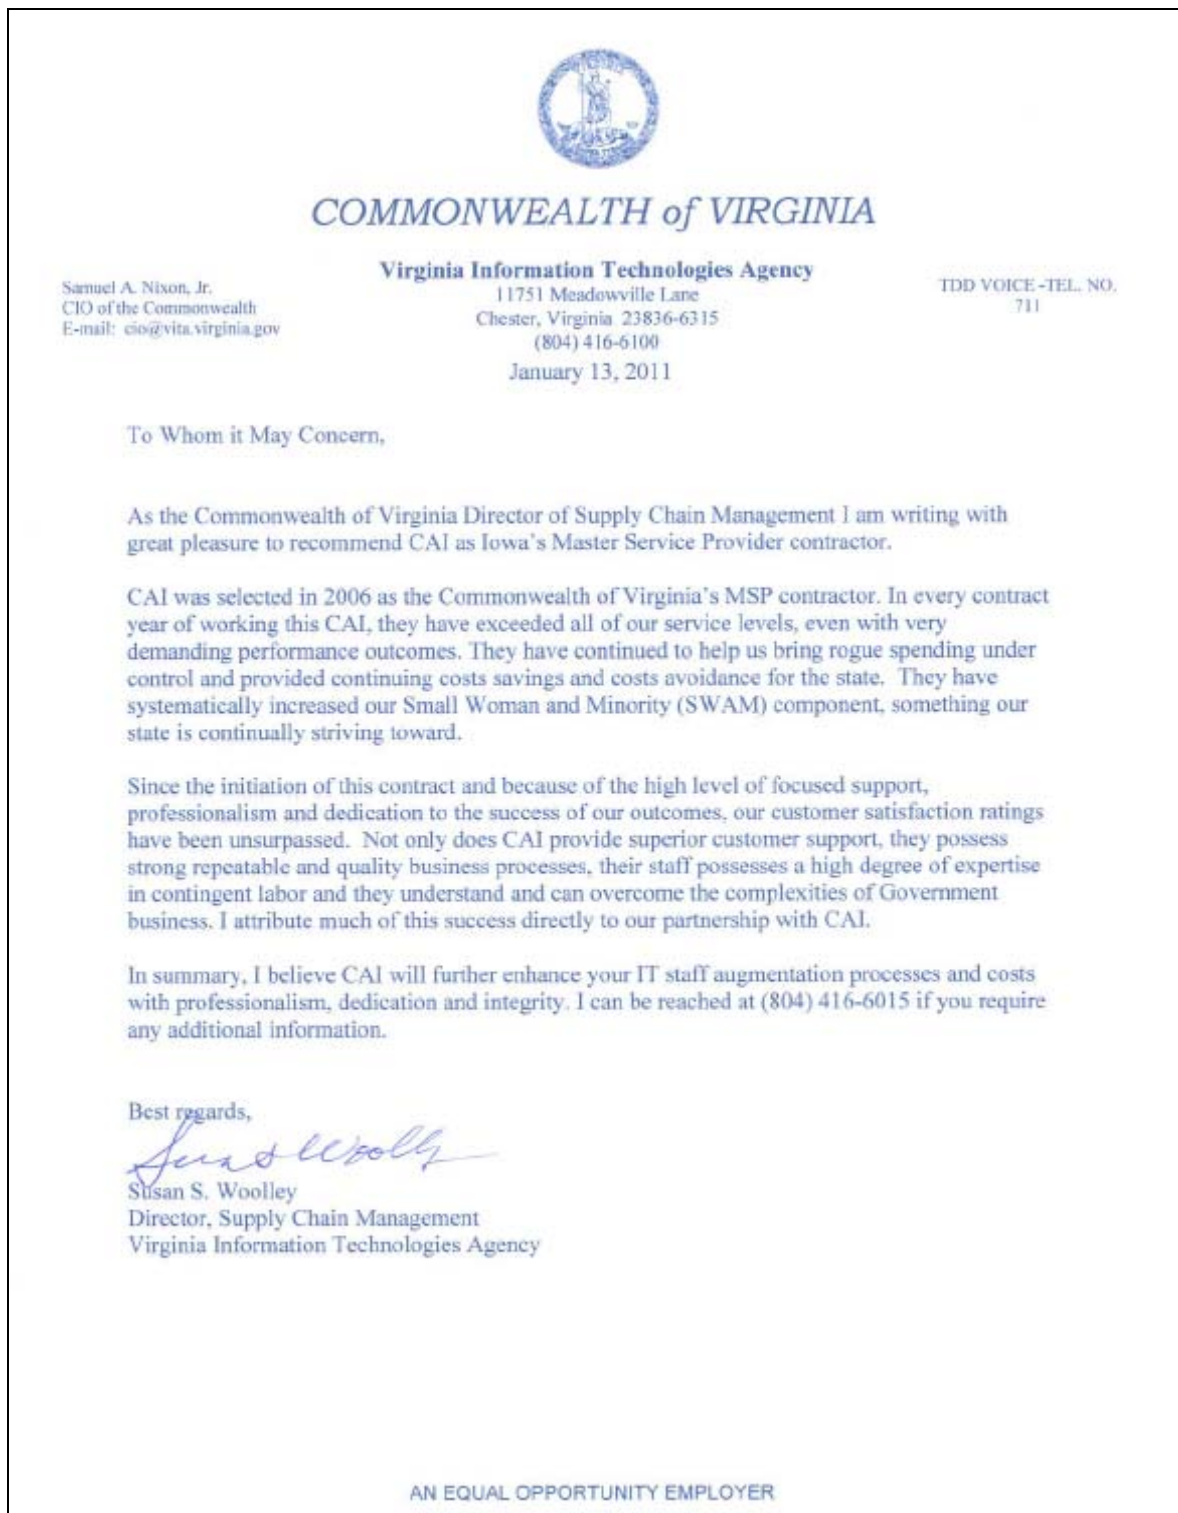 COMMONWEALTH of VIRGINIA
Virginia Information Technologies Agency
11751 Meadowville Lane
Chester, Virginia 23836-6315
(804) 416-6100
Samuel A. Nixon, Jr.
CIO of the Commonwealth
E-mail: cio@vita.virginia.gov
TDD VOICE -TEL. NO.
711
January 13, 2011
To Whom it May Concern,
As the Commonwealth of Virginia Director of Supply Chain Management I am writing with
great pleasure to recommend CAI as Iowa's Master Service Provider contractor.
CAI was selected in 2006 as the Commonwealth of Virginia's MSP contractor. In every contract
year of working this CAI, they have exceeded all of our service levels, even with very
demanding performance outcomes. They have continued to help us bring rogue spending under
control and provided continuing costs savings and costs avoidance for the state.  They have
systematically increased our Small Woman and Minority (SWAM) component, something our
state is continually striving toward.
Since the initiation of this contract and because of the high level of focused support,
professionalism and dedication to the success of our outcomes, our customer satisfaction ratings
have been unsurpassed.  Not only does CAI provide superior customer support, they possess
strong repeatable and quality business processes, their staff possesses a high degree of expertise
in contingent labor and they understand and can overcome the complexities of Government
business. I attribute much of this success directly to our partnership with CAI.
In summary, I believe CAI will further enhance your IT staff augmentation processes and costs
with professionalism, dedication and integrity. I can be reached at (804) 416-6015 if you require
any additional information.
Best regards,
Susan S. Woolley
Director, Supply Chain Management
Virginia Information Technologies Agency
AN EQUAL OPPORTUNITY EMPLOYER